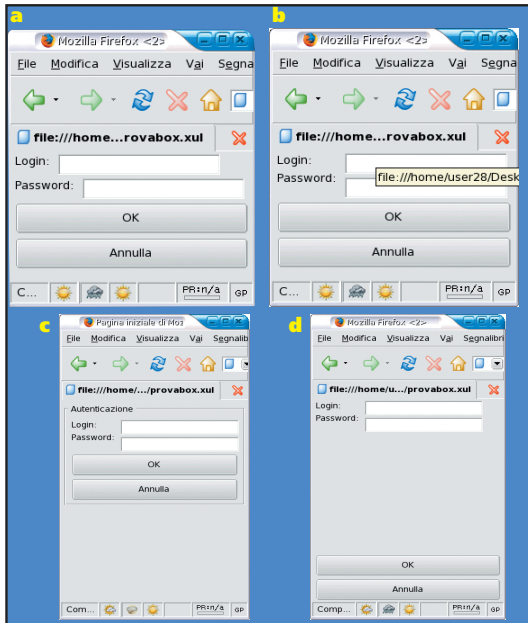 a
Mozilla Firefox <2>
File Modifica Visualizza Vai Segna
file:///home...rovabox.xul
Login:
Password:
OK
Annulla
C... PR:n/a GP
b
Mozilla Firefox <2>
File Modifica Visualizza Vai Segna
file:///home...rovabox.xul
Login:
Password:
file:///home/user28/Desk
OK
Annulla
C... PR:n/a GP
c
Pagina iniziale di Moz
File Modifica Visualizza Vai Segnalib
file:///home/.../provabox.xul
Autenticazione
Login:
Password:
OK
Annulla
Com... PR:n/a GP
d
Mozilla Firefox <2>
File Modifica Visualizza Vai Segnalibri
file:///home/u.../provabox.xul
Login:
Password:
OK
Annulla
Comp... PR:n/a GP